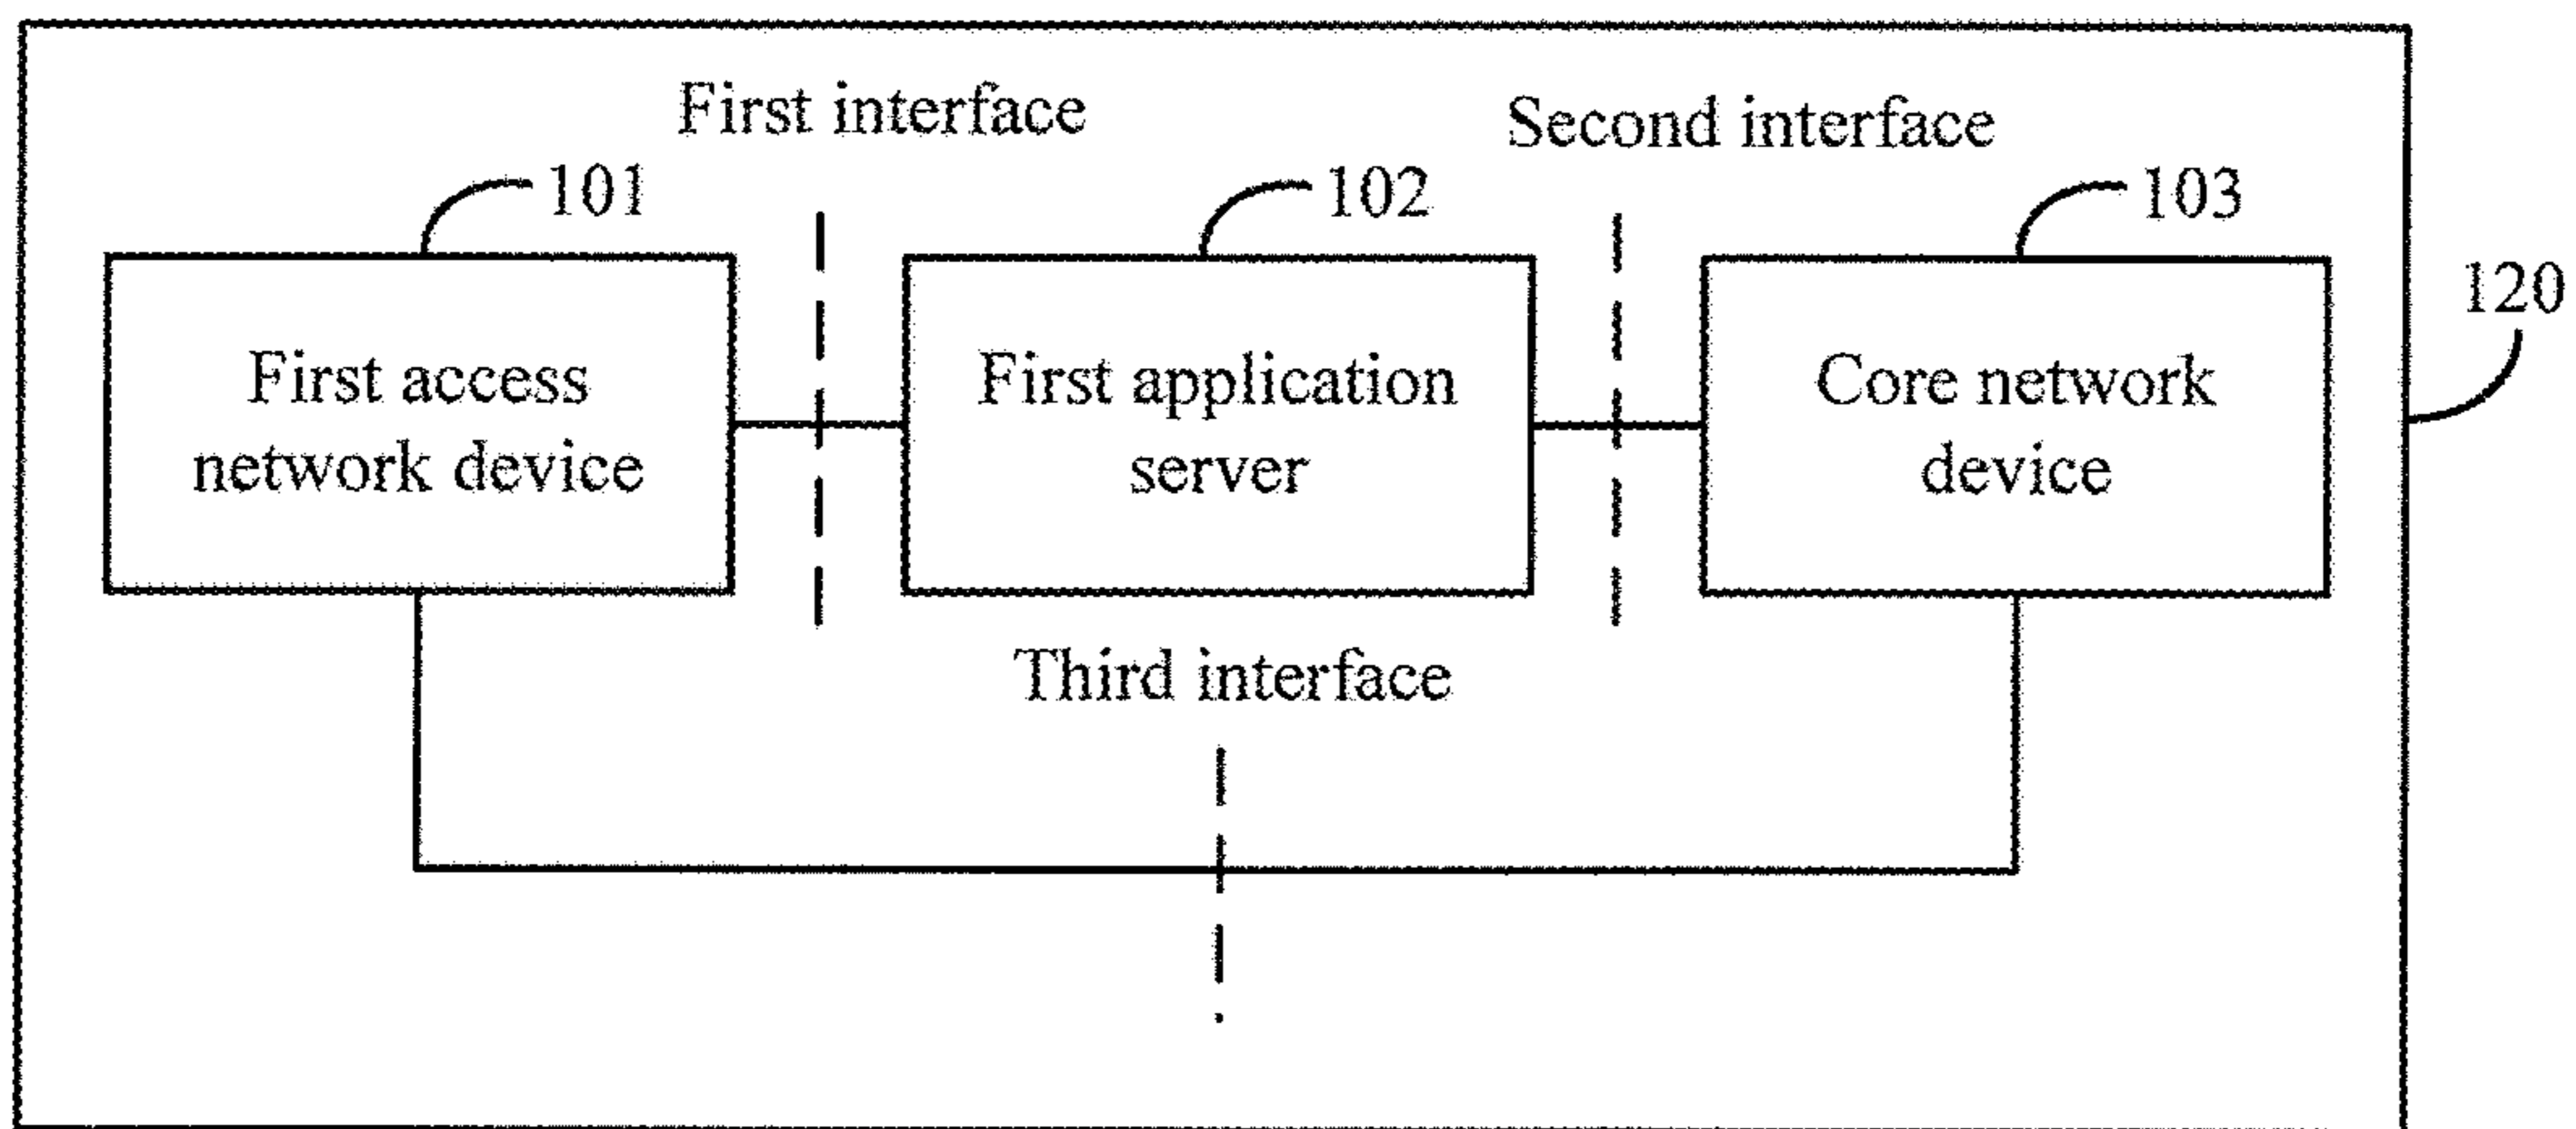 First interface
Second interface
101
102
103
120
First access
network device
First application
server
Core network
device
Third interface